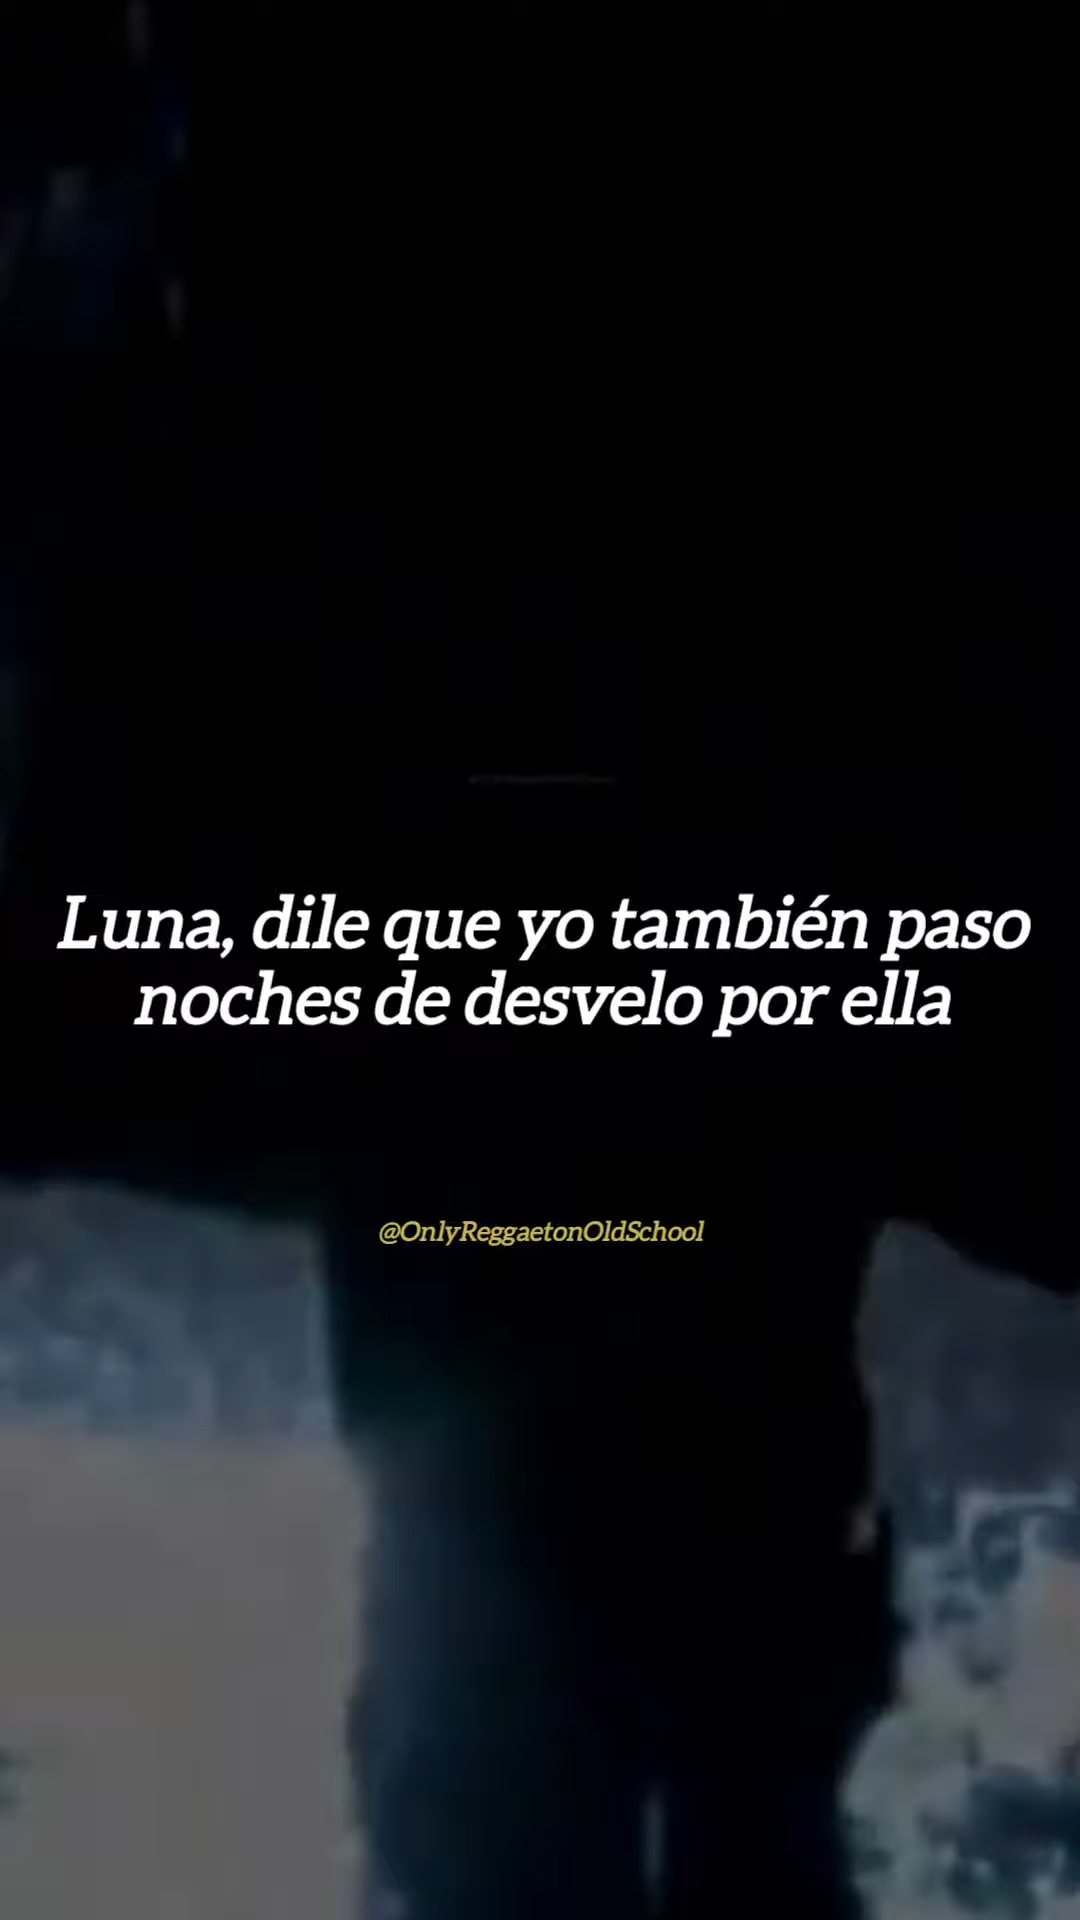 Luna, dile que yo también paso
noches de desvelo por ella
@OnlyReggaetonOldSchool